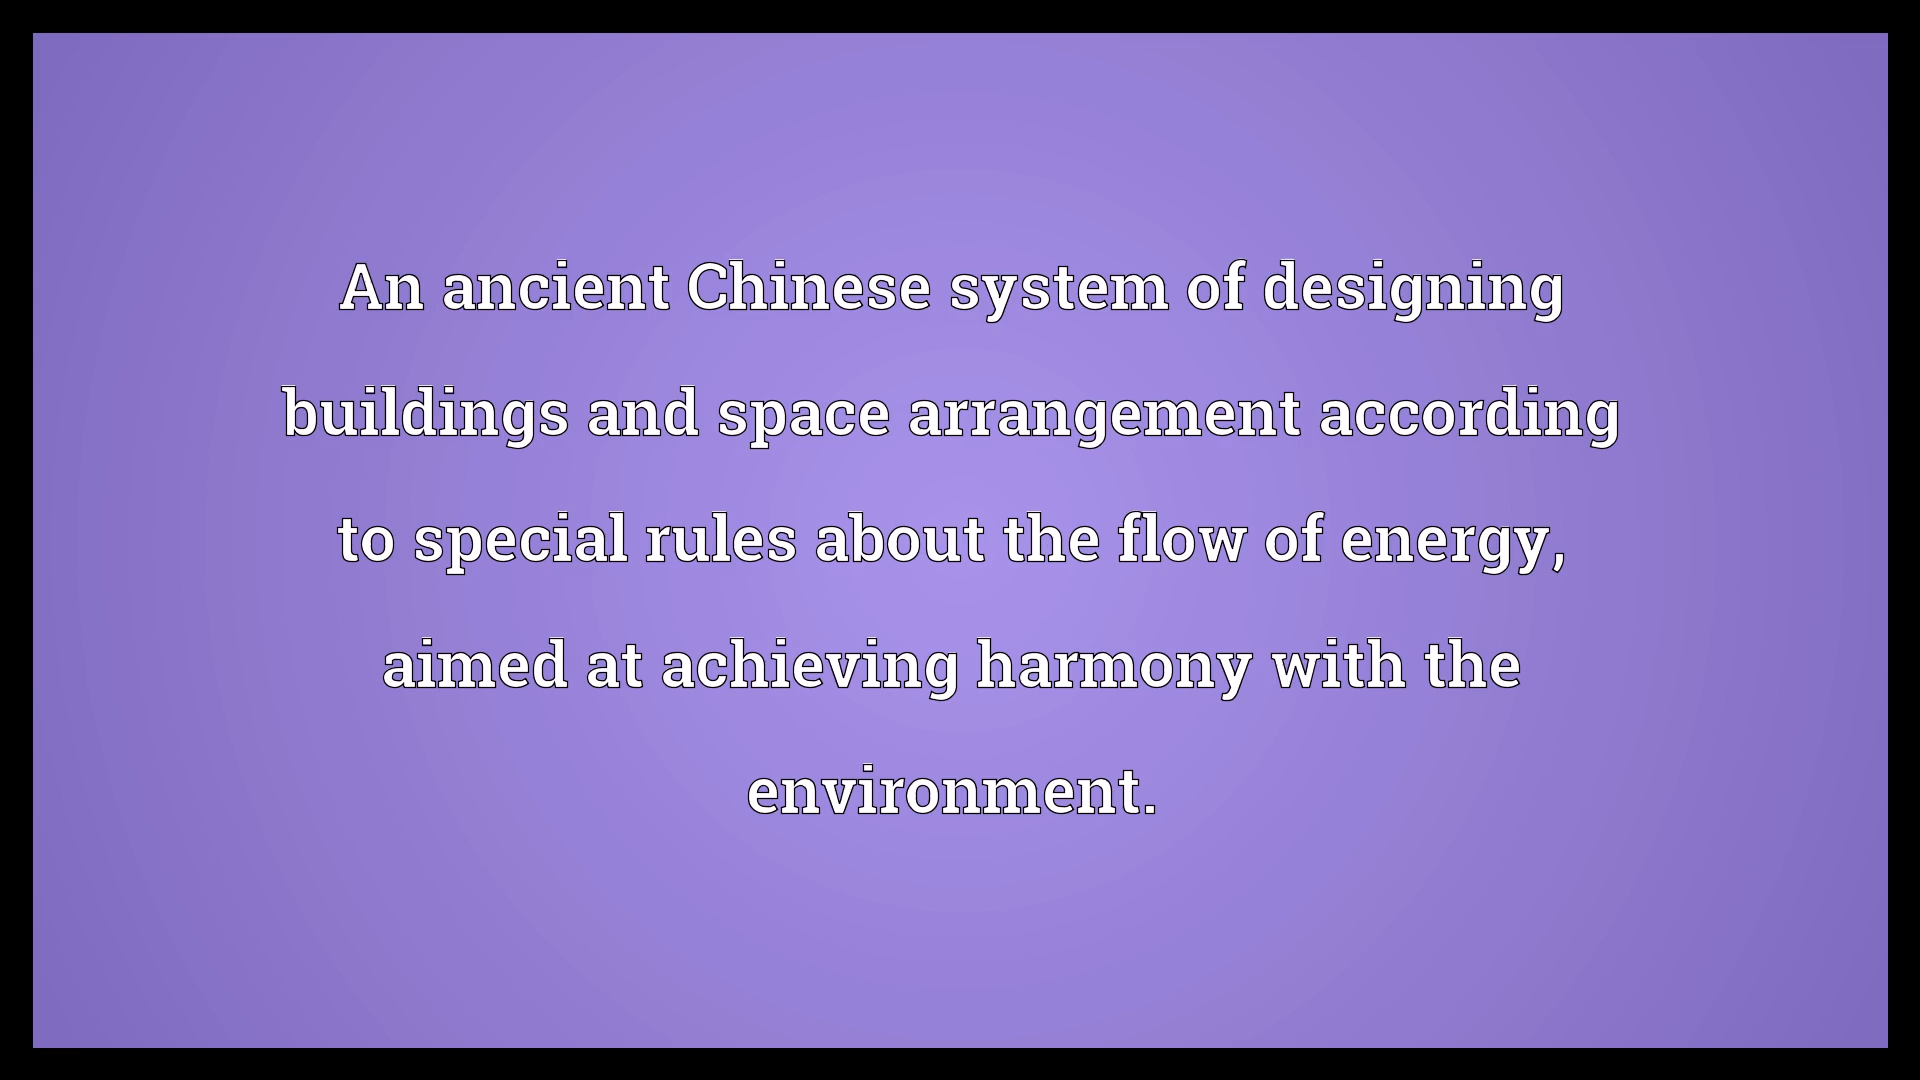 An ancient Chinese system of designing
buildings and space arrangement according
to special rules about the flow of energy,
aimed at achieving harmony with the
environment.